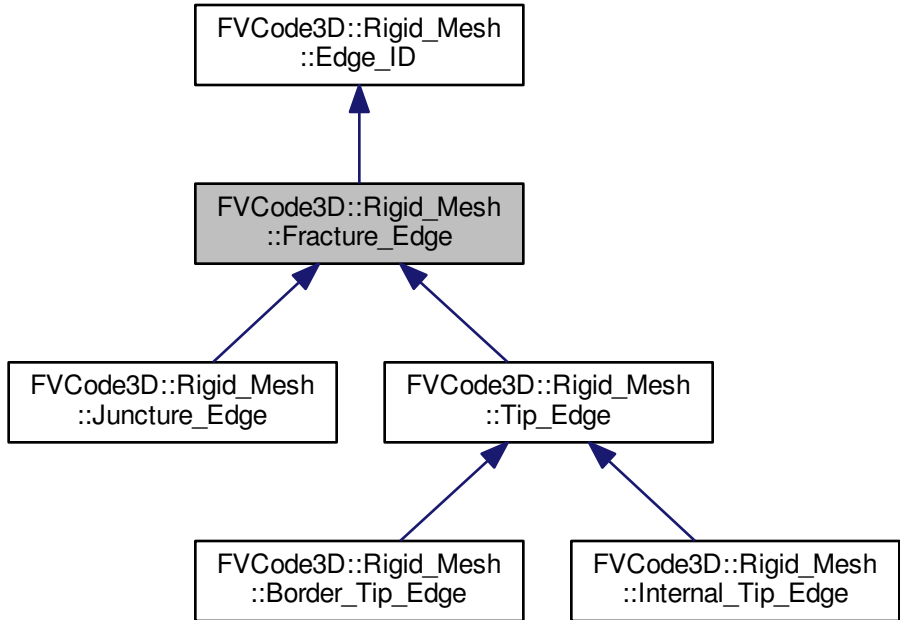 FVCode3D::Rigid_Mesh
::Edge_ID
FVCode3D::Rigid_Mesh
::Fracture_Edge
FVCode3D::Rigid_Mesh
::Juncture_Edge
FVCode3D::Rigid_Mesh
::Tip_Edge
FVCode3D::Rigid_Mesh
::Border_Tip_Edge
FVCode3D::Rigid_Mesh
::Internal_Tip_Edge